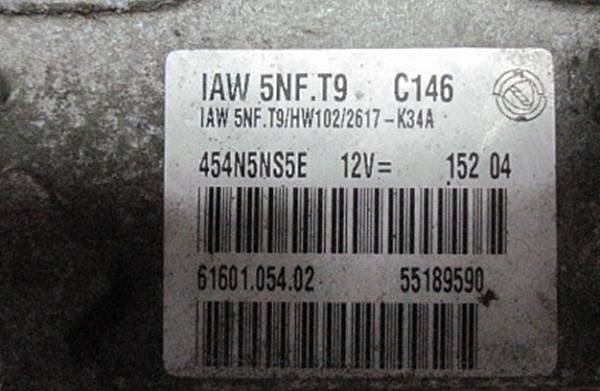 IAW 5NF.T9 C146
IAW 5NF.T9/HW102/2617-K34A
454N5NS5E 12V= 152 04
61601.054.02 55189590